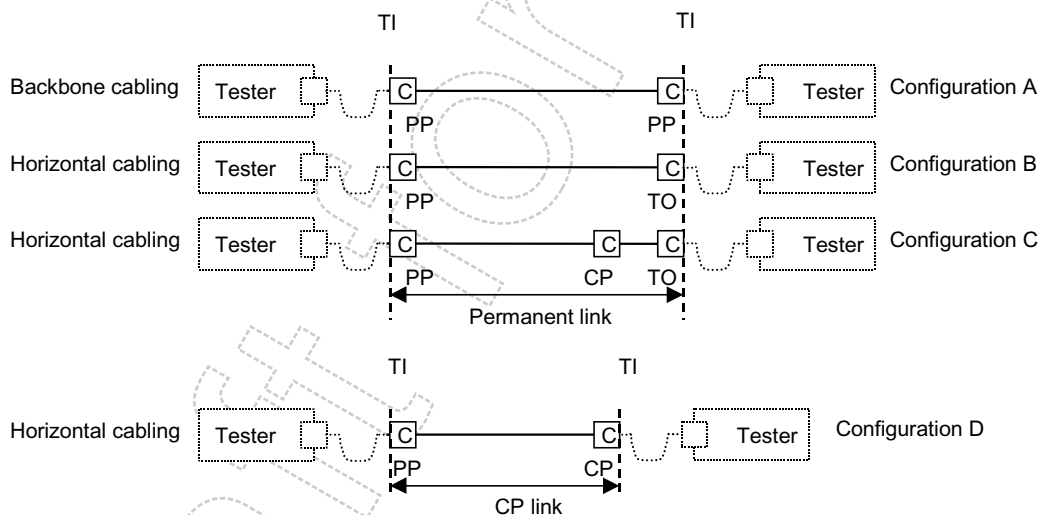 TI TI
Backbone cabling Tester C C Tester Configuration A
PP PP
Horizontal cabling Tester C C Tester Configuration B
PP TO
Horizontal cabling Tester C C C Tester Configuration C
PP CP TO
Permanent link
TI TI
Horizontal cabling Tester C C Tester Configuration D
PP CP
CP link